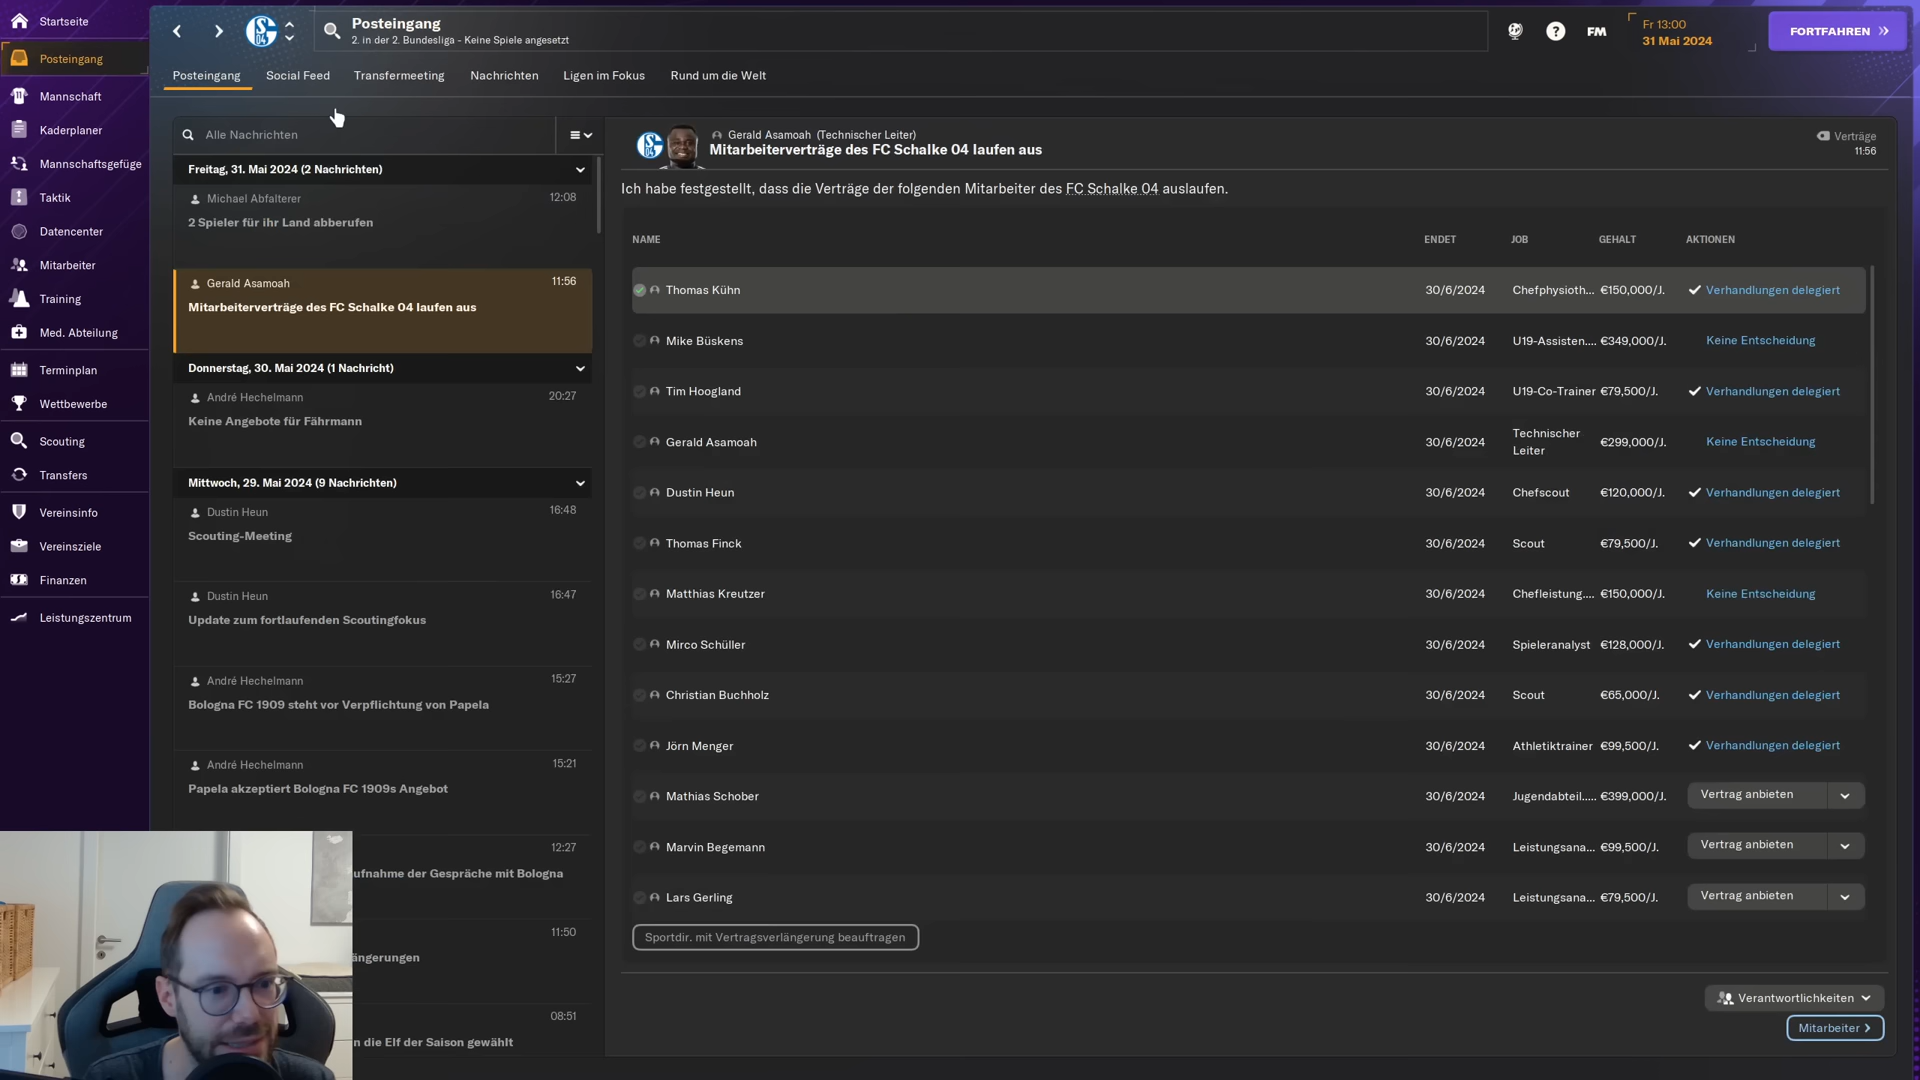 Startseite
Posteingang
Mannschaft
Kaderplaner
Mannschaftsgefüge
Taktik
Datencenter
Mitarbeiter
Training
Med. Abteilung
Terminplan
Wettbewerbe
Scouting
Transfers
Vereinsinfo
Vereinsziele
Finanzen
Leistungszentrum
Posteingang
2. in der 2. Bundesliga - Keine Spiele angesetzt
FM
Fr 13:00
31 Mai 2024
FORTFAHREN
Posteingang Social Feed Transfermeeting Nachrichten Ligen im Fokus Rund um die Welt
Alle Nachrichten
Freitag, 31. Mai 2024 (2 Nachrichten)
Michael Abfalterer 12:08
2 Spieler für ihr Land abberufen
Gerald Asamoah 11:56
Mitarbeiterverträge des FC Schalke 04 laufen aus
Donnerstag, 30. Mai 2024 (1 Nachricht)
André Hechelmann 20:27
Keine Angebote für Fährmann
Mittwoch, 29. Mai 2024 (9 Nachrichten)
Dustin Heun 16:48
Scouting-Meeting
Dustin Heun 16:47
Update zum fortlaufenden Scoutingfokus
André Hechelmann 15:27
Bologna FC 1909 steht vor Verpflichtung von Papela
André Hechelmann 15:21
Papela akzeptiert Bologna FC 1909s Angebot
12:27
ufnahme der Gespräche mit Bologna
11:50
ängerungen
08:51
n die Elf der Saison gewählt
Gerald Asamoah (Technischer Leiter)
Mitarbeiterverträge des FC Schalke 04 laufen aus
Verträge
11:56
Ich habe festgestellt, dass die Verträge der folgenden Mitarbeiter des FC Schalke 04 auslaufen.
NAME ENDET JOB GEHALT AKTIONEN
Thomas Kühn 30/6/2024 Chefphysioth... €150,000/J. Verhandlungen delegiert
Mike Büskens 30/6/2024 U19-Assisten.... €349,000/J. Keine Entscheidung
Tim Hoogland 30/6/2024 U19-Co-Trainer €79,500/J. Verhandlungen delegiert
Gerald Asamoah 30/6/2024 Technischer Leiter €299,000/J. Keine Entscheidung
Dustin Heun 30/6/2024 Chefscout €120,000/J. Verhandlungen delegiert
Thomas Finck 30/6/2024 Scout €79,500/J. Verhandlungen delegiert
Matthias Kreutzer 30/6/2024 Chefleistung.... €150,000/J. Keine Entscheidung
Mirco Schüller 30/6/2024 Spieleranalyst €128,000/J. Verhandlungen delegiert
Christian Buchholz 30/6/2024 Scout €65,000/J. Verhandlungen delegiert
Jörn Menger 30/6/2024 Athletiktrainer €99,500/J. Verhandlungen delegiert
Mathias Schober 30/6/2024 Jugendabteil..... €399,000/J. Vertrag anbieten
Marvin Begemann 30/6/2024 Leistungsana... €99,500/J. Vertrag anbieten
Lars Gerling 30/6/2024 Leistungsana... €79,500/J. Vertrag anbieten
Sportdir. mit Vertragsverlängerung beauftragen
Verantwortlichkeiten
Mitarbeiter